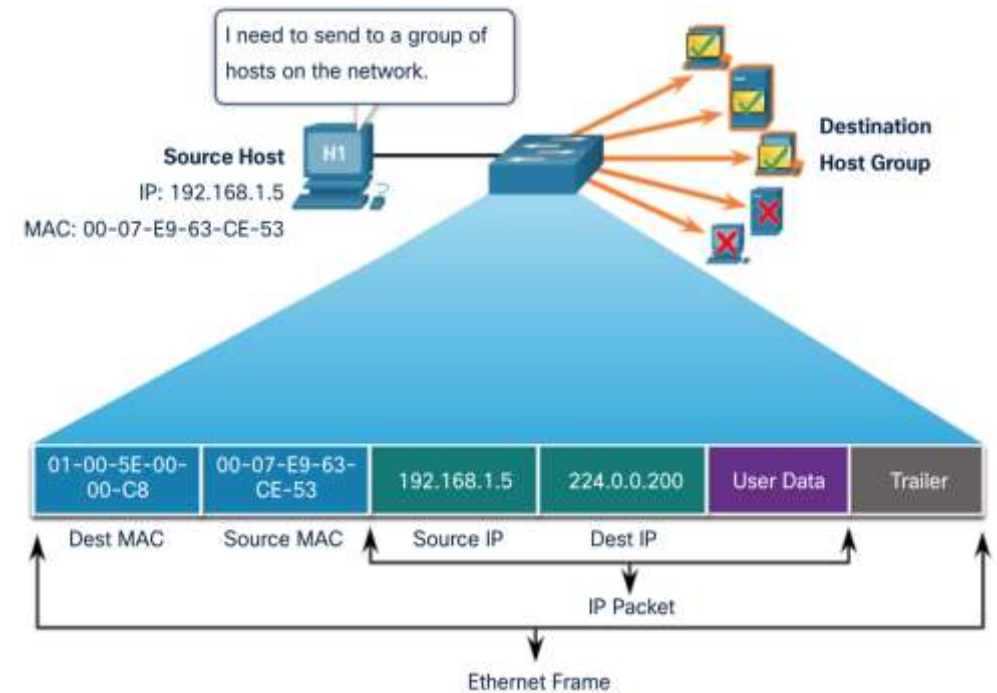 I need to send to a group of
hosts on the network.
H1
Source Host
IP: 192.168.1.5
MAC: 00-07-E9-63-CE-53
Destination
Host Group
01-00-5E-00-
00-C8
00-07-E9-63-
CE-53
192.168.1.5
224.0.0.200
User Data
Trailer
Dest MAC
Source MAC
Source IP
Dest IP
IP Packet
Ethernet Frame